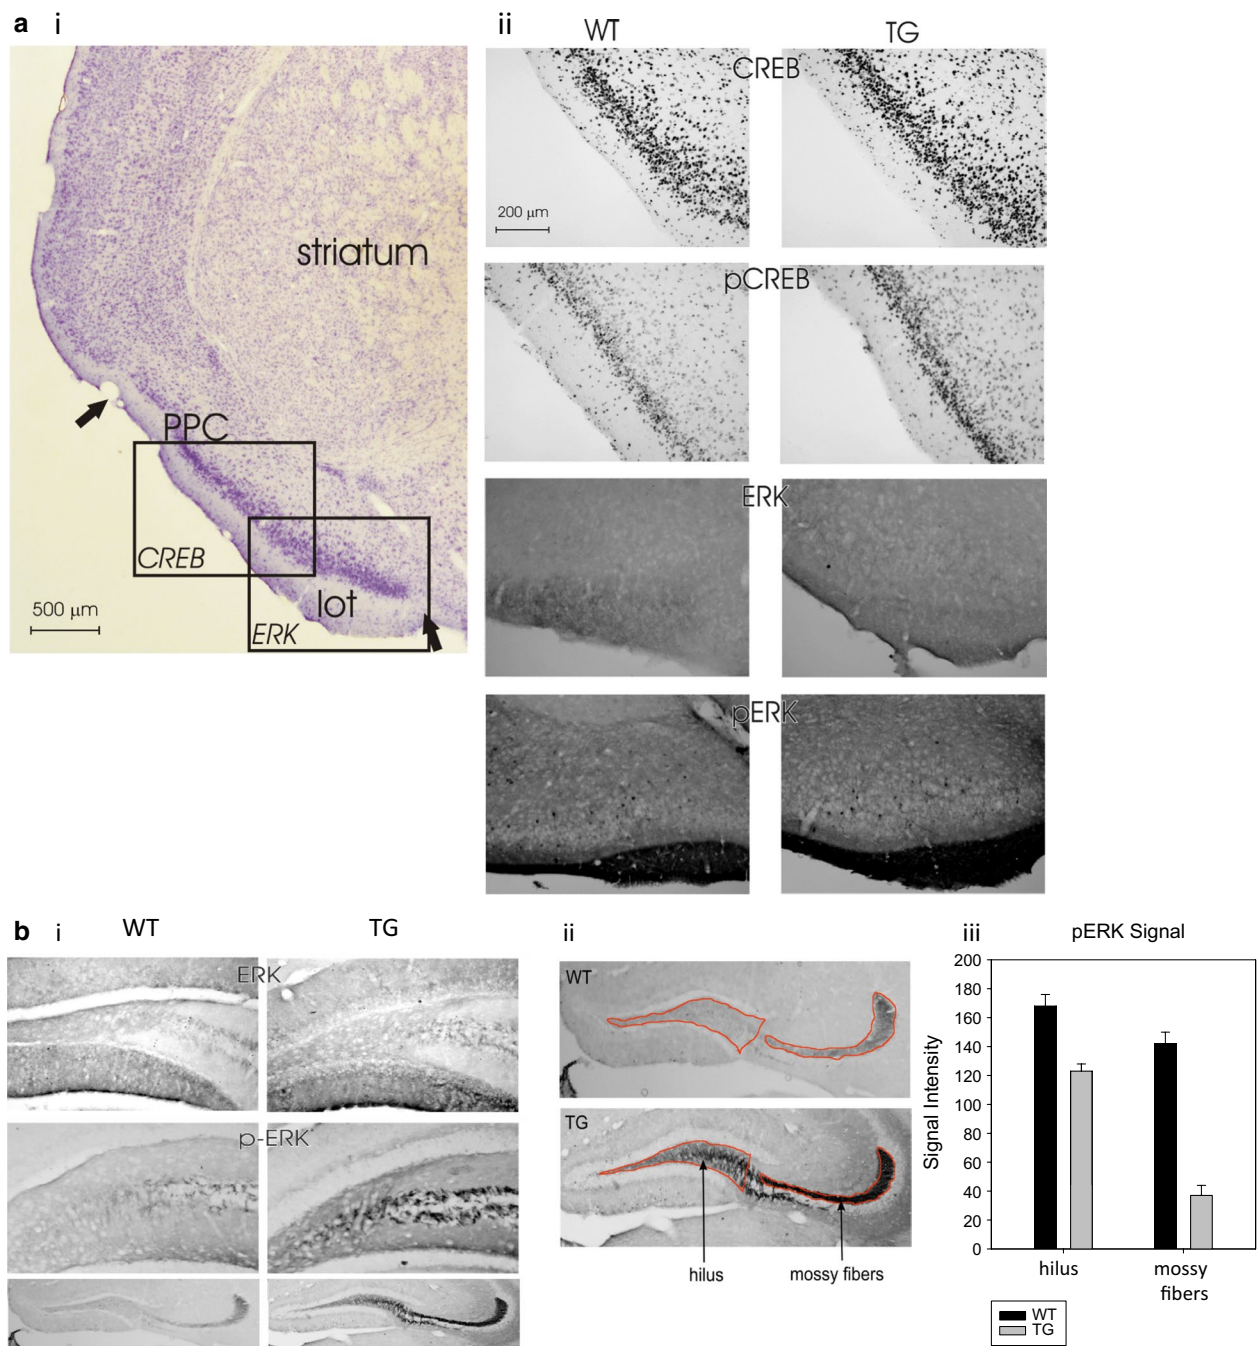 a i
striatum
PPC
CREB
lot
ERK
500 μm
ii
WT TG
CREB
200 μm
pCREB
ERK
pERK
b i
WT TG
ERK
p-ERK
ii
WT
TG
hilus mossy fibers
iii
pERK Signal
Signal Intensity
200
180
160
140
120
100
80
60
40
20
0
hilus mossy
fibers
WT
TG